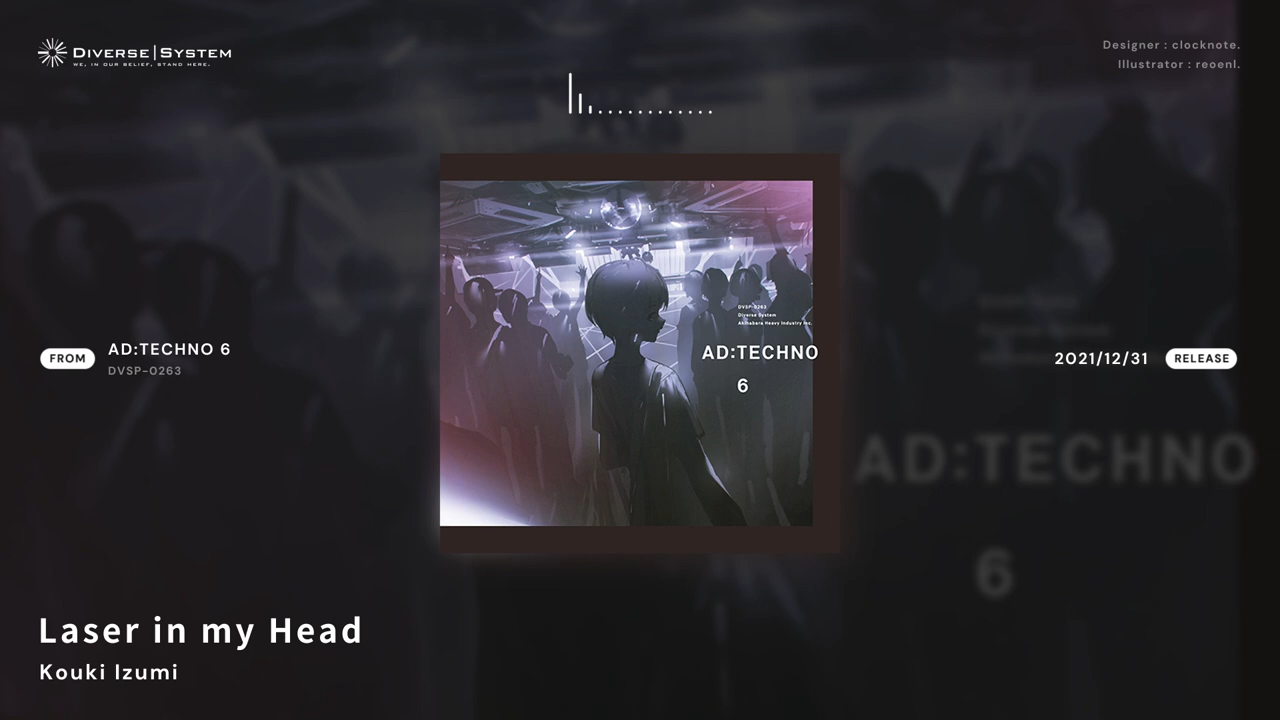 DIVERSE|SYSTEM
WE, IN OUR BELIEF, STAND HERE.
Designer : clocknote.
Illustrator : reoenl.
FROM
AD:TECHNO 6
DVSP-0263
DVSP-0263
Diverse System
Akihabara Heavy Industry Inc.
AD:TECHNO
6
2021/12/31
RELEASE
AD:TECHNO
6
Laser in my Head
Kouki Izumi